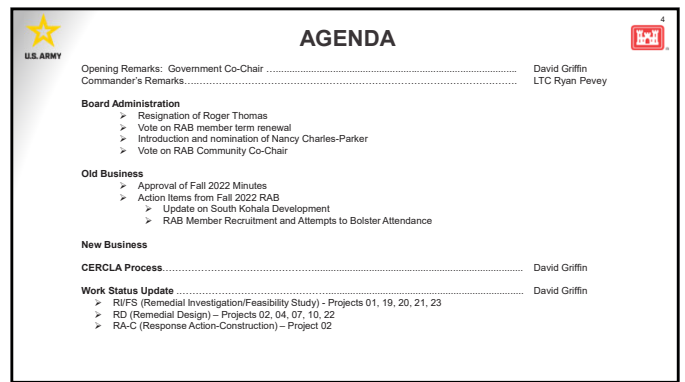 4
AGENDA
U.S. ARMY
Opening Remarks: Government Co-Chair ................................................................................ David Griffin
Commander's Remarks................................................................................................ LTC Ryan Pevey
Board Administration
➢ Resignation of Roger Thomas
➢ Vote on RAB member term renewal
➢ Introduction and nomination of Nancy Charles-Parker
➢ Vote on RAB Community Co-Chair
Old Business
➢ Approval of Fall 2022 Minutes
➢ Action Items from Fall 2022 RAB
➢ Update on South Kohala Development
➢ RAB Member Recruitment and Attempts to Bolster Attendance
New Business
CERCLA Process................................................................................................ David Griffin
Work Status Update ................................................................................................ David Griffin
➢ RI/FS (Remedial Investigation/Feasibility Study) - Projects 01, 19, 20, 21, 23
➢ RD (Remedial Design) – Projects 02, 04, 07, 10, 22
➢ RA-C (Response Action-Construction) – Project 02